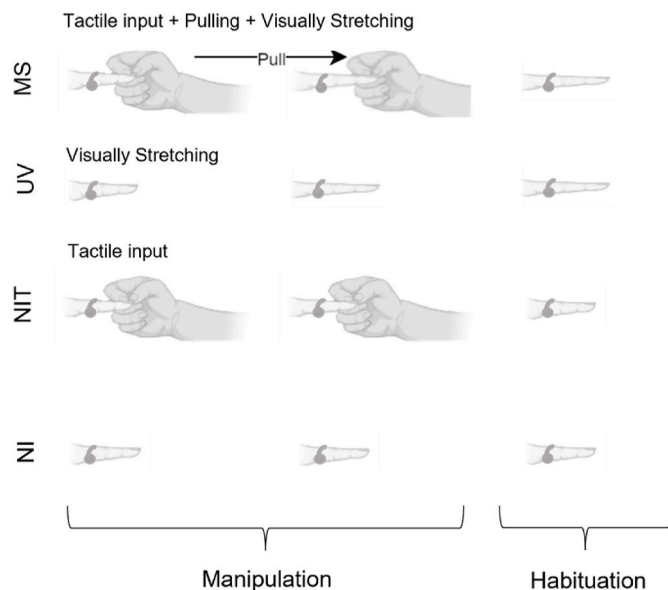 Tactile input + Pulling + Visually Stretching
MS
Pull
UV
Visually Stretching
NIT
Tactile input
NI
Manipulation
Habituation